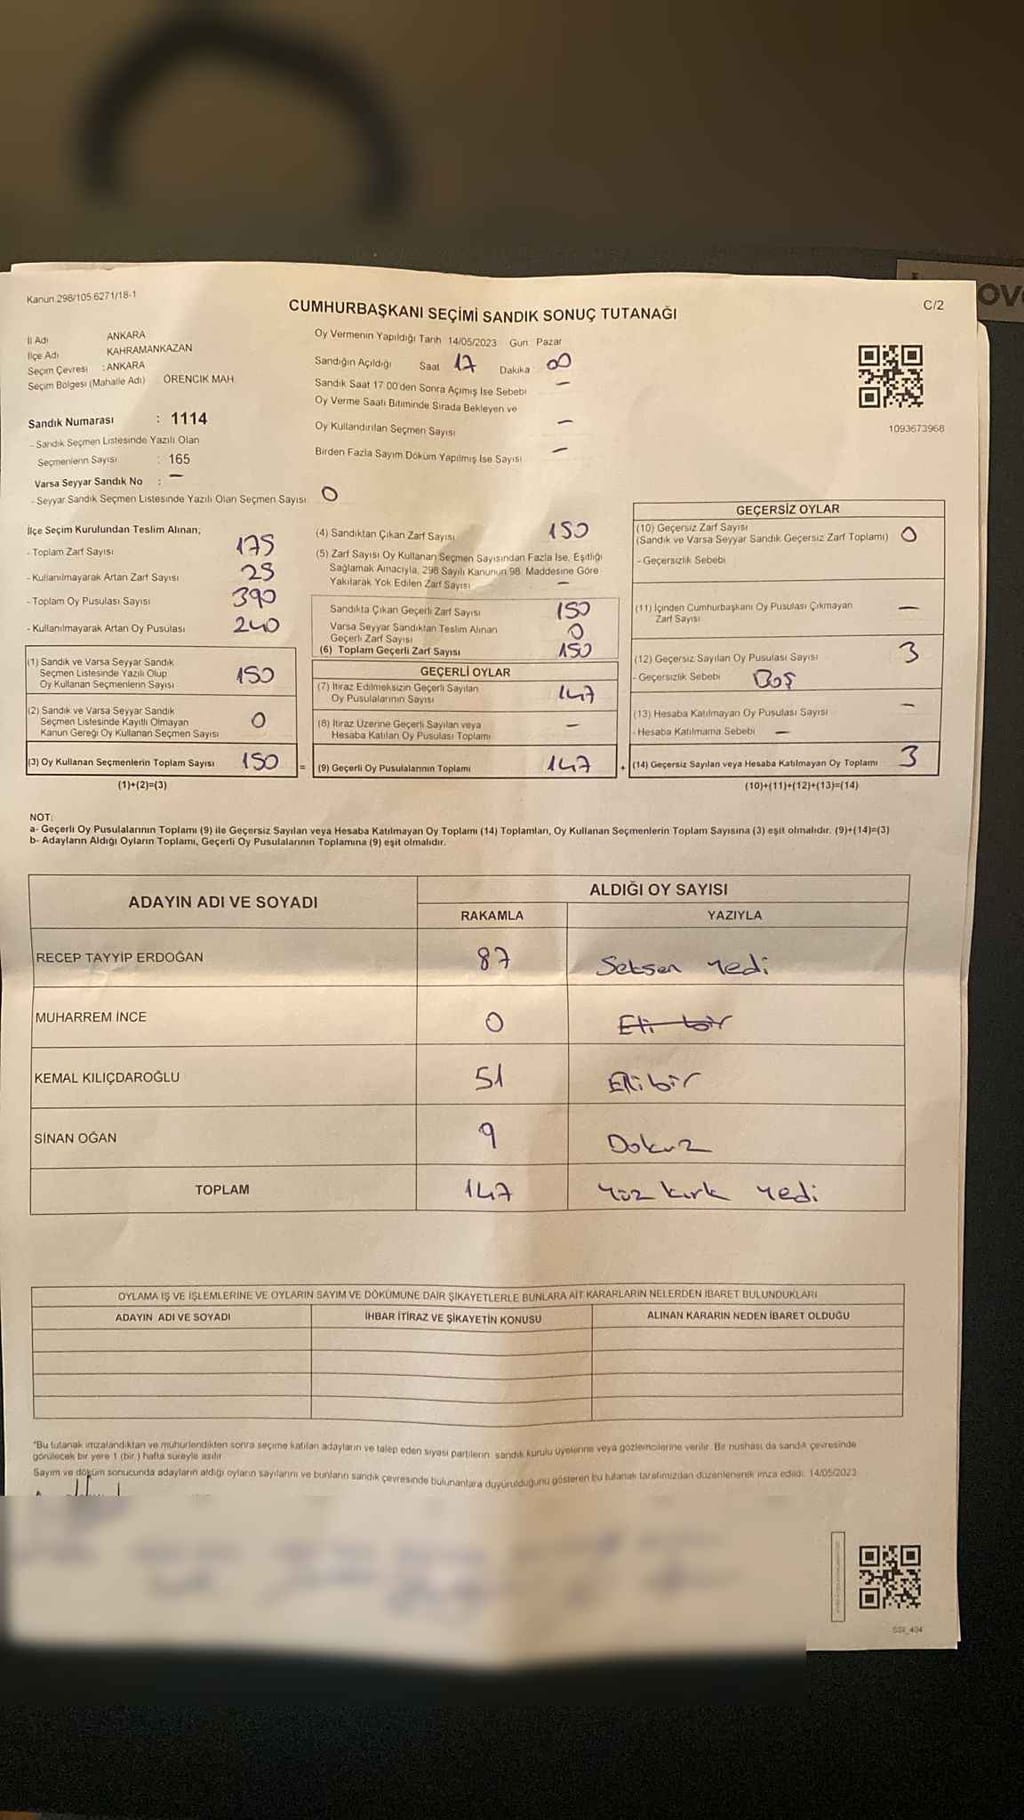 OV
Kanun 298/105 6271/18-1
C/2
CUMHURBAŞKANI SEÇİMİ SANDIK SONUÇ TUTANAĞI
İl Adı ANKARA
İlçe Adı KAHRAMANKAZAN
Seçim Çevresi : ANKARA
Seçim Bölgesi (Mahalle Adı) ÖRENCIK MAH
Sandık Numarası : 1114
- Sandık Seçmen Listesinde Yazılı Olan
Seçmenlerin Sayısı : 165
Varsa Seyyar Sandık No : —
- Seyyar Sandık Seçmen Listesinde Yazılı Olan Seçmen Sayısı 0
Oy Vermenin Yapıldığı Tarih 14/05/2023 Gün Pazar
Sandığın Açıldığı Saat 17 Dakika 00
Sandık Saat 17 00'den Sonra Açımış İse Sebebi —
Oy Verme Saati Bitiminde Sırada Bekleyen ve
Oy Kullandırılan Seçmen Sayısı —
Birden Fazla Sayım Döküm Yapılmış İse Sayısı —
1093673968
İlçe Seçim Kurulundan Teslim Alınan;
- Toplam Zarf Sayısı 175
- Kullanılmayarak Artan Zarf Sayısı 25
- Toplam Oy Pusulası Sayısı 390
- Kullanılmayarak Artan Oy Pusulası 240
(1) Sandık ve Varsa Seyyar Sandık
Seçmen Listesinde Yazılı Olup
Oy Kullanan Seçmenlerin Sayısı 150
(2) Sandık ve Varsa Seyyar Sandık
Seçmen Listesinde Kayıtlı Olmayan
Kanun Gereği Oy Kullanan Seçmen Sayısı 0
(3) Oy Kullanan Seçmenlerin Toplam Sayısı 150 =
(1)+(2)=(3)
(4) Sandıktan Çıkan Zarf Sayısı 150
(5) Zarf Sayısı Oy Kullanan Seçmen Sayısından Fazla İse, Eşitliği
Sağlamak Amacıyla, 298 Sayılı Kanunun 98. Maddesine Göre
Yakılarak Yok Edilen Zarf Sayısı —
Sandıkta Çıkan Geçerli Zarf Sayısı 150
Varsa Seyyar Sandıktan Teslim Alınan
Geçerli Zarf Sayısı 0
(6) Toplam Geçerli Zarf Sayısı 150
GEÇERLİ OYLAR
(7) İtiraz Edilmeksizin Geçerli Sayılan
Oy Pusulalarının Sayısı 147
(8) İtiraz Üzerine Geçerli Sayılan veya
Hesaba Katılan Oy Pusulası Toplamı —
(9) Geçerli Oy Pusulalarının Toplamı 147 +
GEÇERSİZ OYLAR
(10) Geçersiz Zarf Sayısı
(Sandık ve Varsa Seyyar Sandık Geçersiz Zarf Toplamı) 0
- Geçersizlik Sebebi
(11) İçinden Cumhurbaşkanı Oy Pusulası Çıkmayan
Zarf Sayısı —
(12) Geçersiz Sayılan Oy Pusulası Sayısı 3
- Geçersizlik Sebebi Boş
(13) Hesaba Katılmayan Oy Pusulası Sayısı —
- Hesaba Katılmama Sebebi —
(14) Geçersiz Sayılan veya Hesaba Katılmayan Oy Toplamı 3
(10)+(11)+(12)+(13)=(14)
NOT:
a- Geçerli Oy Pusulalarının Toplamı (9) ile Geçersiz Sayılan veya Hesaba Katılmayan Oy Toplamı (14) Toplamları, Oy Kullanan Seçmenlerin Toplam Sayısına (3) eşit olmalıdır. (9)+(14)=(3)
b- Adayların Aldığı Oyların Toplamı, Geçerli Oy Pusulalarının Toplamına (9) eşit olmalıdır.
ADAYIN ADI VE SOYADI ALDIĞI OY SAYISI
RAKAMLA YAZIYLA
RECEP TAYYİP ERDOĞAN 87 Seksen Yedi
MUHARREM İNCE 0 Eli bir
KEMAL KILIÇDAROĞLU 51 Ellibir
SİNAN OĞAN 9 Dokuz
TOPLAM 147 Yüz kırk Yedi
OYLAMA İŞ VE İŞLEMLERİNE VE OYLARIN SAYIM VE DÖKÜMÜNE DAİR ŞİKAYETLERLE BUNLARA AİT KARARLARIN NELERDEN İBARET BULUNDUKLARI
ADAYIN ADI VE SOYADI İHBAR İTİRAZ VE ŞİKAYETİN KONUSU ALINAN KARARIN NEDEN İBARET OLDUĞU
"Bu tutanak imzalandıktan ve mühürlendikten sonra seçime katılan adayların ve talep eden siyasi partilerin sandık kurulu üyelerine veya gözlemcilerine verilir. Bir nüshası da sandık çevresinde
görülecek bir yere 1 (bir) hafta süreyle asılır
Sayım ve döküm sonucunda adayların aldığı oyların sayılarını ve bunların sandık çevresinde bulunanlara duyurulduğunu gösteren bu tutanak tarafımızdan düzenlenerek imza edildi. 14/05/2023